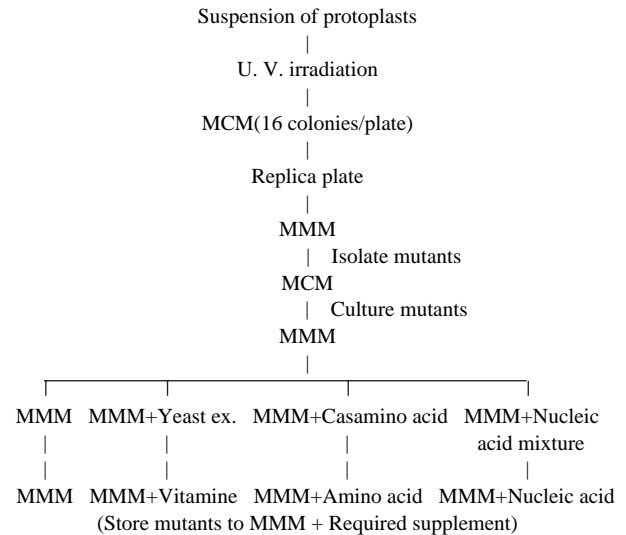 Suspension of protoplasts
U. V. irradiation
MCM(16 colonies/plate)
Replica plate
MMM
Isolate mutants
MCM
Culture mutants
MMM
MMM MMM+Yeast ex. MMM+Casamino acid MMM+Nucleic
acid mixture
MMM MMM+Vitamine MMM+Amino acid MMM+Nucleic acid
(Store mutants to MMM + Required supplement)